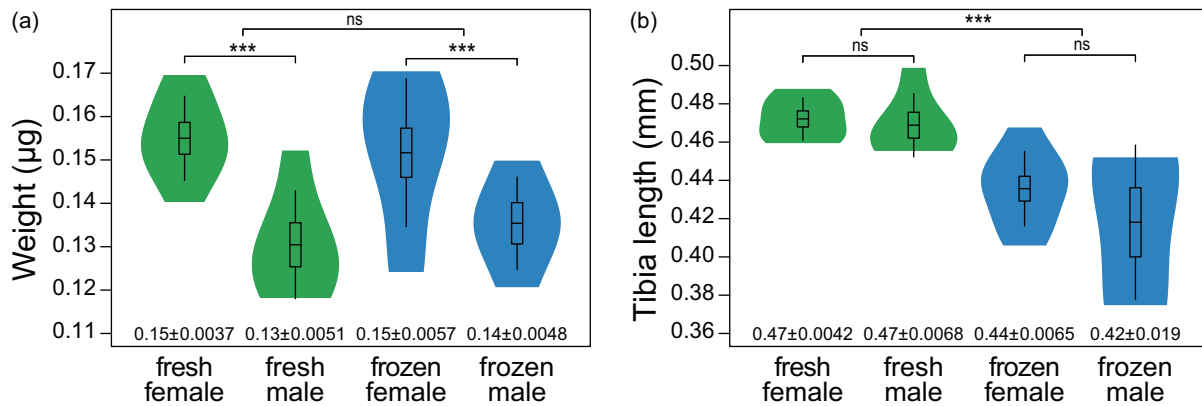 (a)
ns
***
***
Weight (µg)
0.17
0.16
0.15
0.14
0.13
0.12
0.11
0.15±0.0037
0.13±0.0051
0.15±0.0057
0.14±0.0048
fresh
female
fresh
male
frozen
female
frozen
male
(b)
***
ns
ns
Tibia length (mm)
0.50
0.48
0.46
0.44
0.42
0.40
0.38
0.36
0.47±0.0042
0.47±0.0068
0.44±0.0065
0.42±0.019
fresh
female
fresh
male
frozen
female
frozen
male